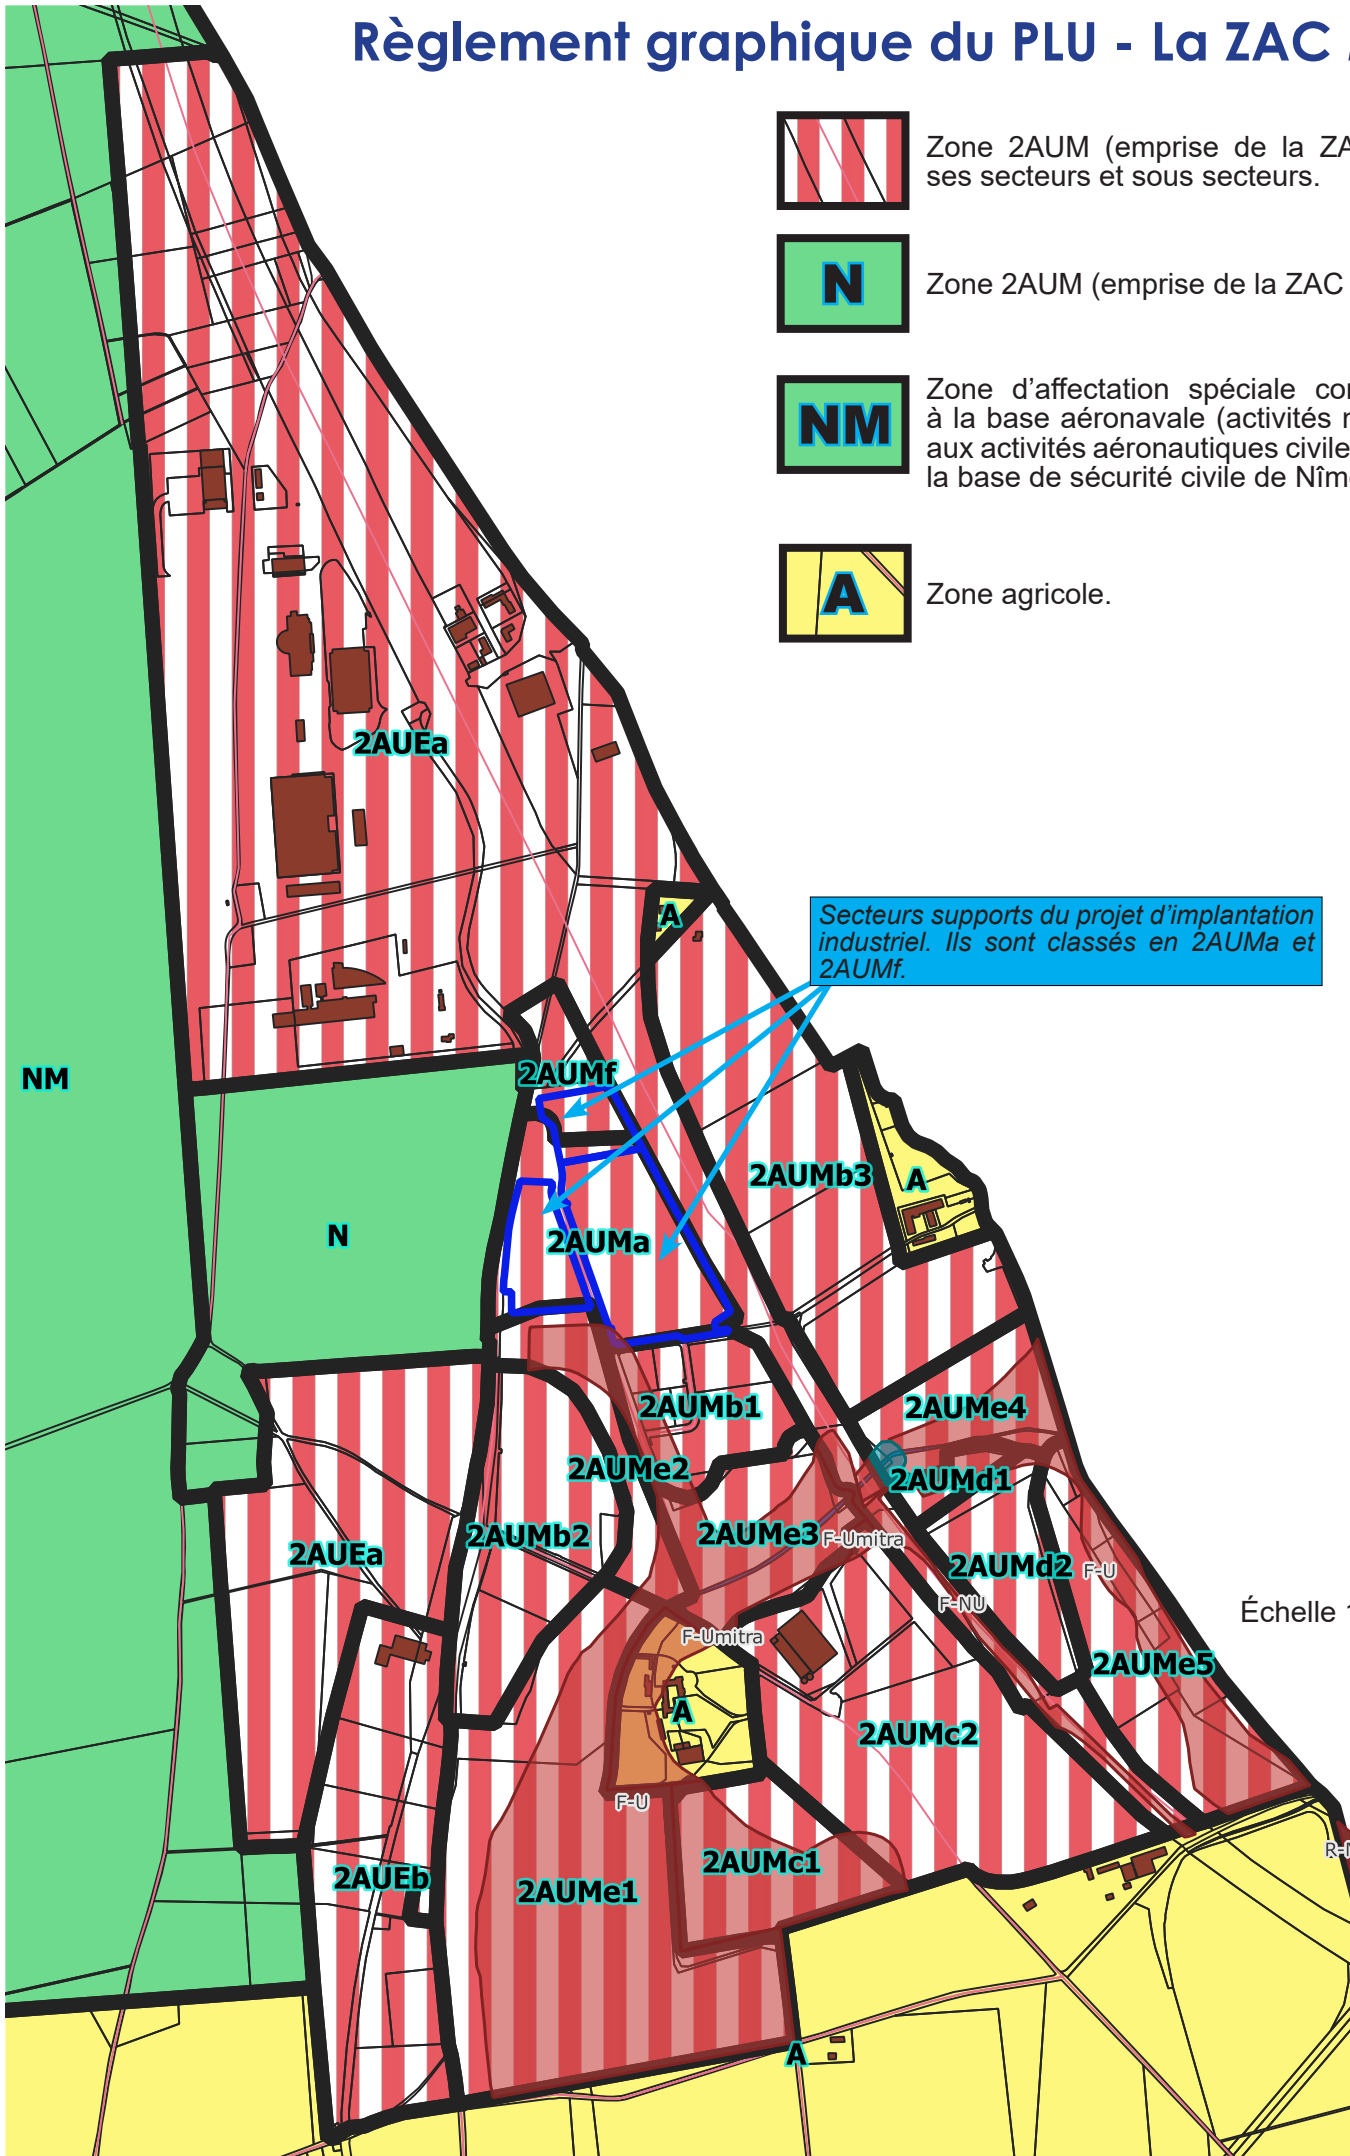 Règlement graphique du PLU - La ZAC
Zone 2AUM (emprise de la ZA
ses secteurs et sous secteurs.
N
Zone 2AUM (emprise de la ZAC
NM
Zone d'affectation spéciale cor
à la base aéronavale (activités
aux activités aéronautiques civile
la base de sécurité civile de Nîm
A
Zone agricole.
2AUEa
A
Secteurs supports du projet d'implantation
industriel. Ils sont classés en 2AUMa et
2AUMf.
NM
2AUMf
2AUMb3
A
N
2AUMa
2AUMb1
2AUMe4
2AUMe2
2AUMd1
2AUMb2
2AUMe3
F-Umitra
2AUEa
2AUMd2
F-U
F-NU
Échelle 1
F-Umitra
2AUMe5
A
2AUMc2
F-U
R-N
2AUMc1
2AUEb
2AUMe1
A